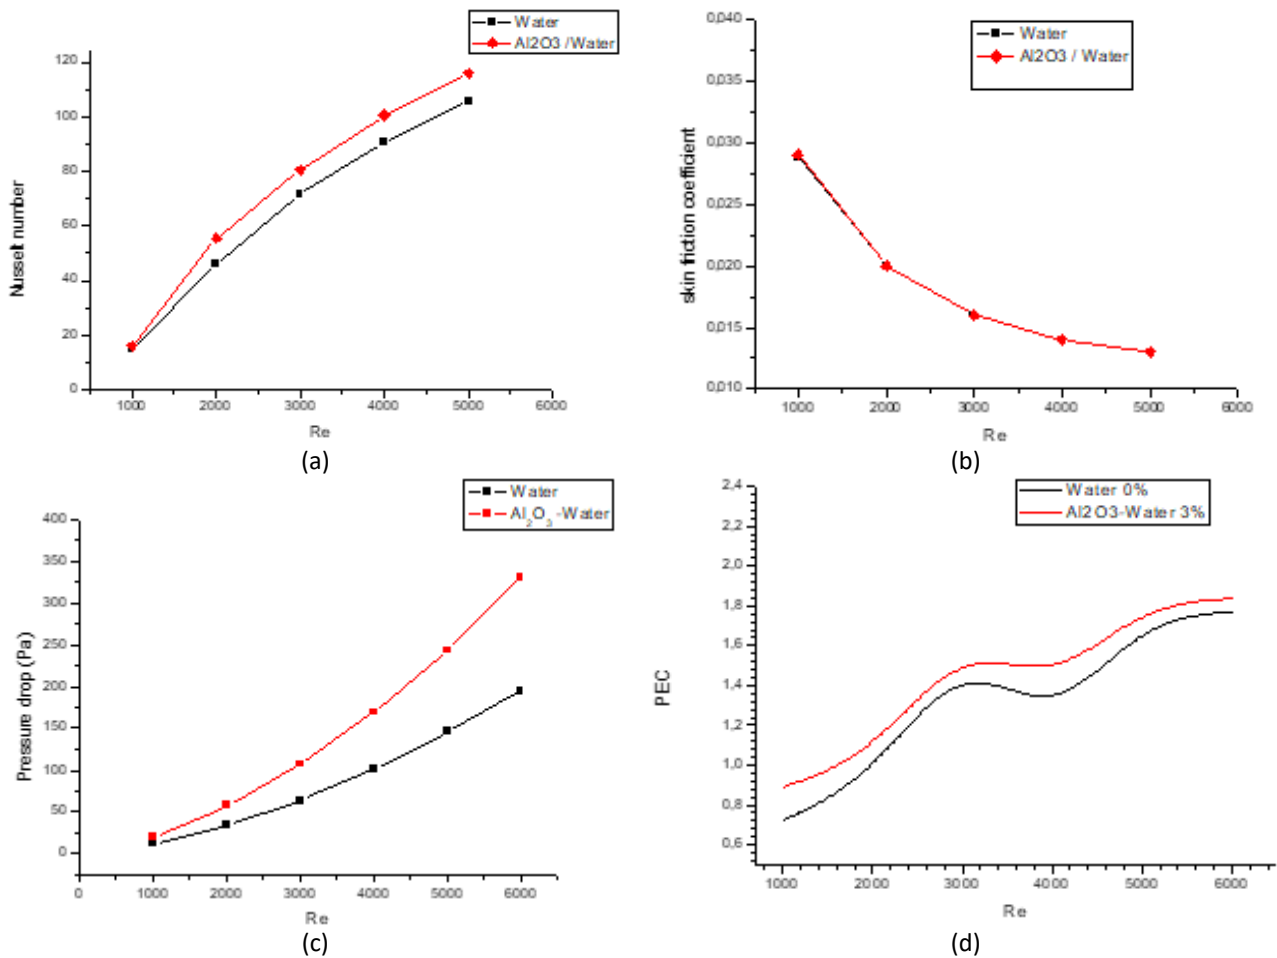 Water
Al2O3 /Water
120
100
80
60
40
20
0
Nusselt number
1000 2000 3000 4000 5000 6000
Re
(a)
0,040
0,035
0,030
0,025
0,020
0,015
0,010
skin friction coefficient
Water
Al2O3 / Water
1000 2000 3000 4000 5000 6000
Re
(b)
Water
Al2O3 -Water
400
350
300
250
200
150
100
50
0
Pressure drop (Pa)
0 1000 2000 3000 4000 5000 6000
Re
(c)
Water 0%
Al2O3-Water 3%
2,4
2,2
2,0
1,8
1,6
1,4
1,2
1,0
0,8
0,6
PEC
1000 2000 3000 4000 5000 6000
Re
(d)